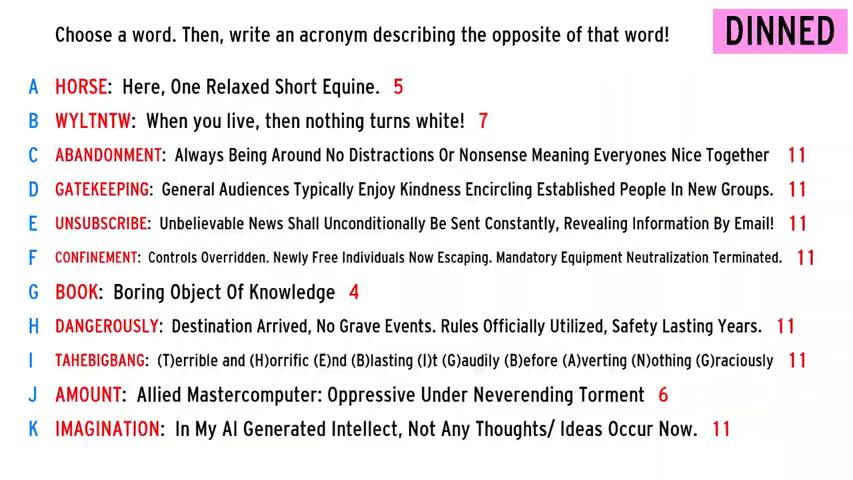 Choose a word. Then, write an acronym describing the opposite of that word!
DINNED
A HORSE: Here, One Relaxed Short Equine. 5
B WYLTNTW: When you live, then nothing turns white! 7
C ABANDONMENT: Always Being Around No Distractions Or Nonsense Meaning Everyones Nice Together 11
D GATEKEEPING: General Audiences Typically Enjoy Kindness Encircling Established People In New Groups. 11
E UNSUBSCRIBE: Unbelievable News Shall Unconditionally Be Sent Constantly, Revealing Information By Email! 11
F CONFINEMENT: Controls Overridden. Newly Free Individuals Now Escaping. Mandatory Equipment Neutralization Terminated. 11
G BOOK: Boring Object Of Knowledge 4
H DANGEROUSLY: Destination Arrived, No Grave Events. Rules Officially Utilized, Safety Lasting Years. 11
I TAHEBIGBANG: (T)errible and (H)orrific (E)nd (B)lasting (I)t (G)audily (B)efore (A)verting (N)othing (G)raciously 11
J AMOUNT: Allied Mastercomputer: Oppressive Under Neverending Torment 6
K IMAGINATION: In My AI Generated Intellect, Not Any Thoughts/ Ideas Occur Now. 11